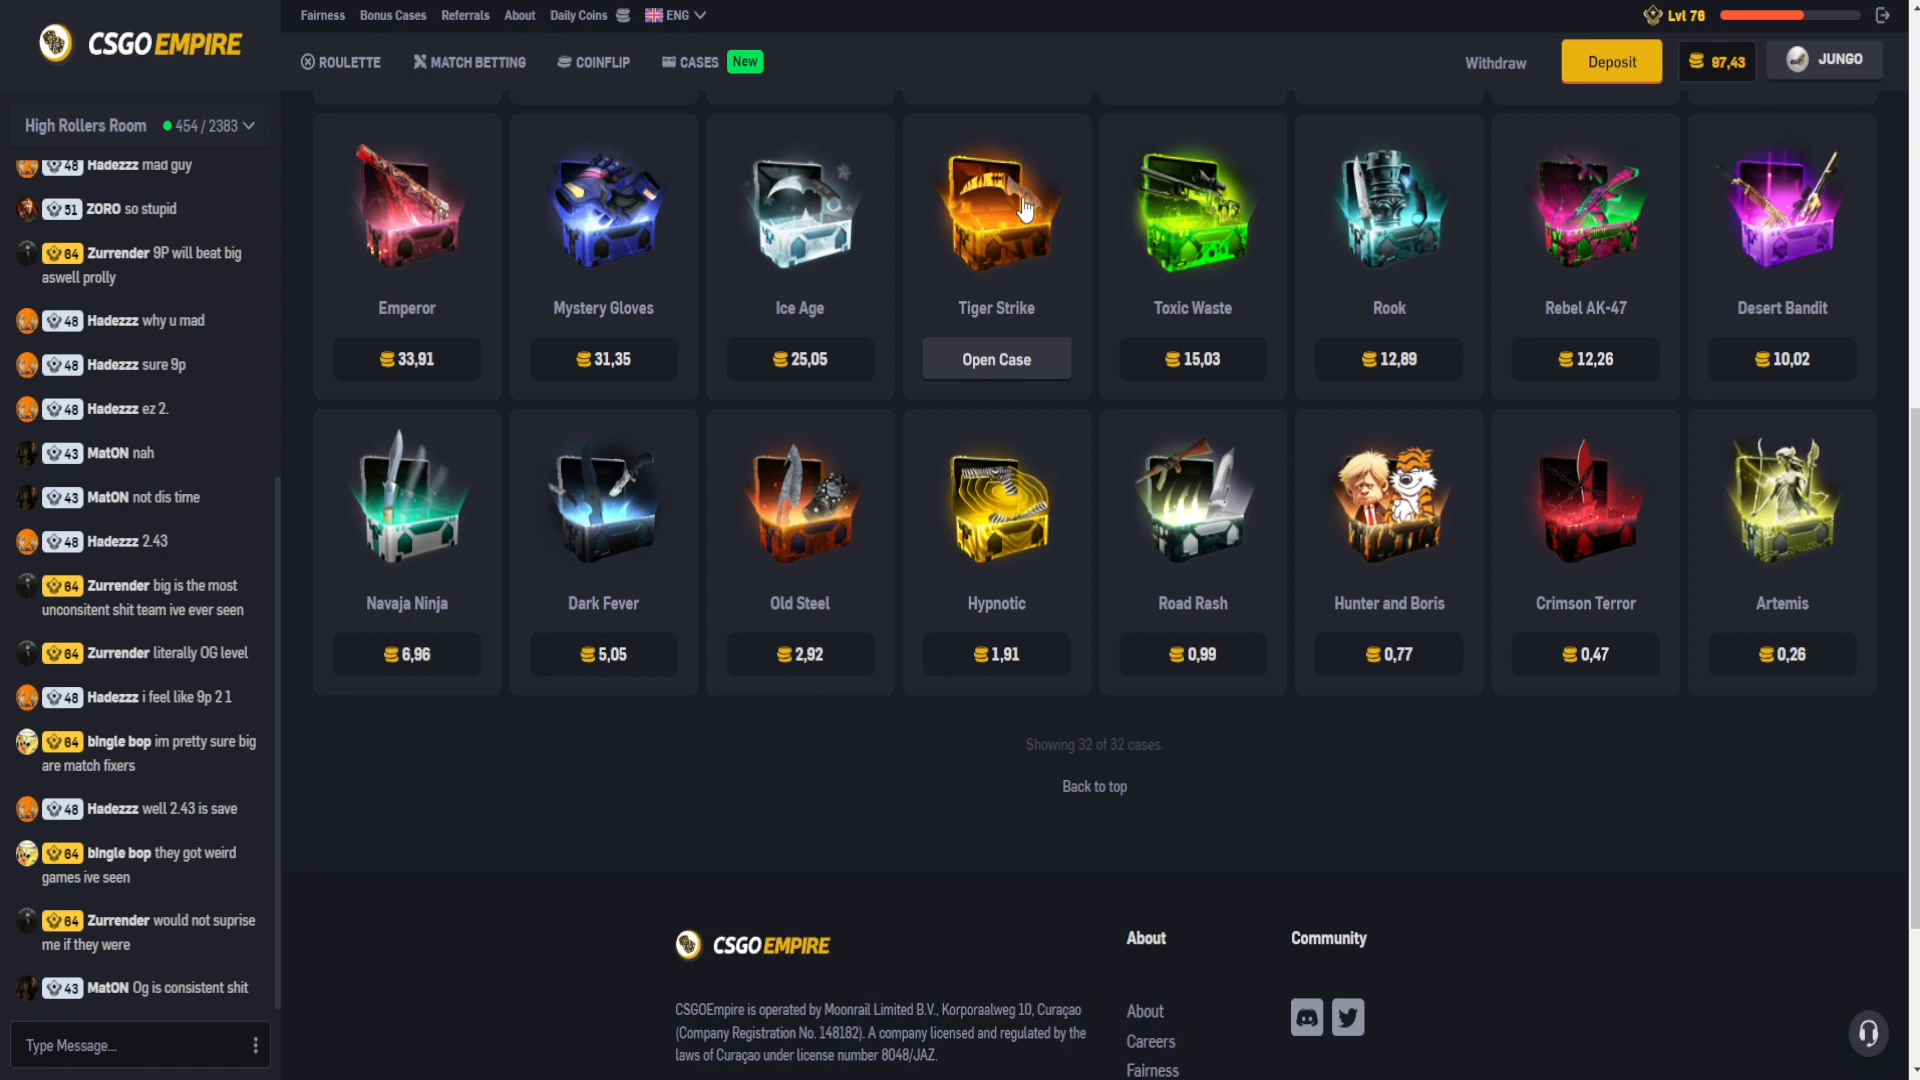 Fairness Bonus Cases Referrals About Daily Coins ENG
Lvl 76
CSGOEMPIRE
ROULETTE MATCH BETTING COINFLIP CASES New
Withdraw Deposit 97,43 JUNGO
High Rollers Room 454 / 2383
48 Hadezzz mad guy
51 ZORO so stupid
64 Zurrender 9P will beat big
aswell prolly
48 Hadezzz why u mad
48 Hadezzz sure 9p
48 Hadezzz ez 2.
43 MatON nah
43 MatON not dis time
48 Hadezzz 2.43
64 Zurrender big is the most
unconsitent shit team ive ever seen
64 Zurrender literally OG level
48 Hadezzz i feel like 9p 2 1
64 bingle bop im pretty sure big
are match fixers
48 Hadezzz well 2.43 is save
64 bingle bop they got weird
games ive seen
64 Zurrender would not suprise
me if they were
43 MatON Og is consistent shit
Type Message...
Emperor Mystery Gloves Ice Age Tiger Strike Toxic Waste Rook Rebel AK-47 Desert Bandit
33,91 31,35 25,05 Open Case 15,03 12,89 12,26 10,02
Navaja Ninja Dark Fever Old Steel Hypnotic Road Rash Hunter and Boris Crimson Terror Artemis
6,96 5,05 2,92 1,91 0,99 0,77 0,47 0,26
Showing 32 of 32 cases.
Back to top
CSGOEMPIRE
CSGOEmpire is operated by Moonrail Limited B.V., Korporaalweg 10, Curaçao
(Company Registration No. 148182). A company licensed and regulated by the
laws of Curaçao under license number 8048/JAZ.
About
About
Careers
Fairness
Community